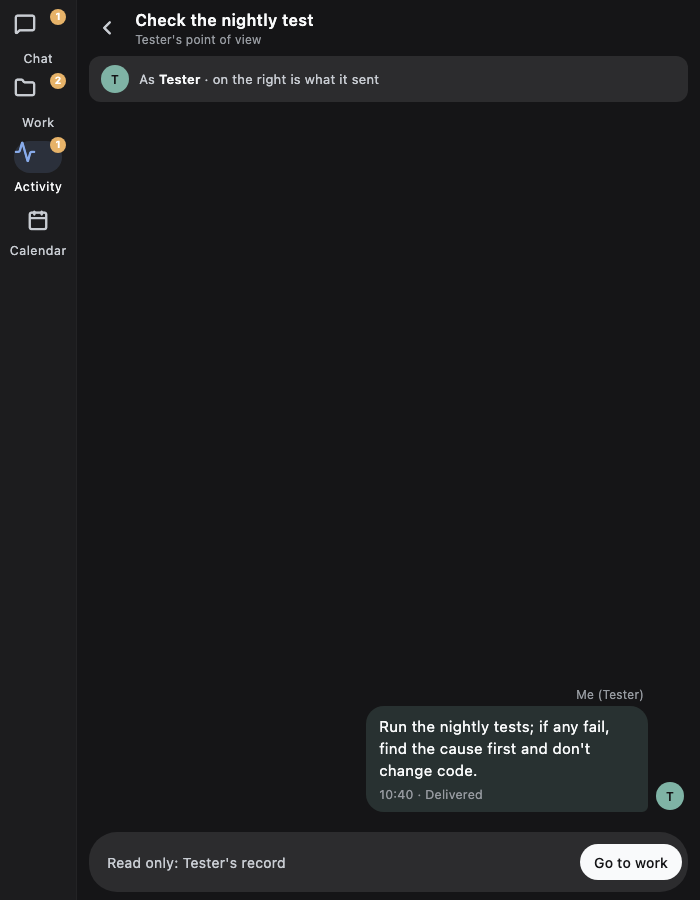 1
Chat
2
Work
1
Activity
Calendar
Check the nightly test
Tester's point of view
T
As Tester · on the right is what it sent
Me (Tester)
Run the nightly tests; if any fail,
find the cause first and don't
change code.
10:40 · Delivered
T
Read only: Tester's record
Go to work